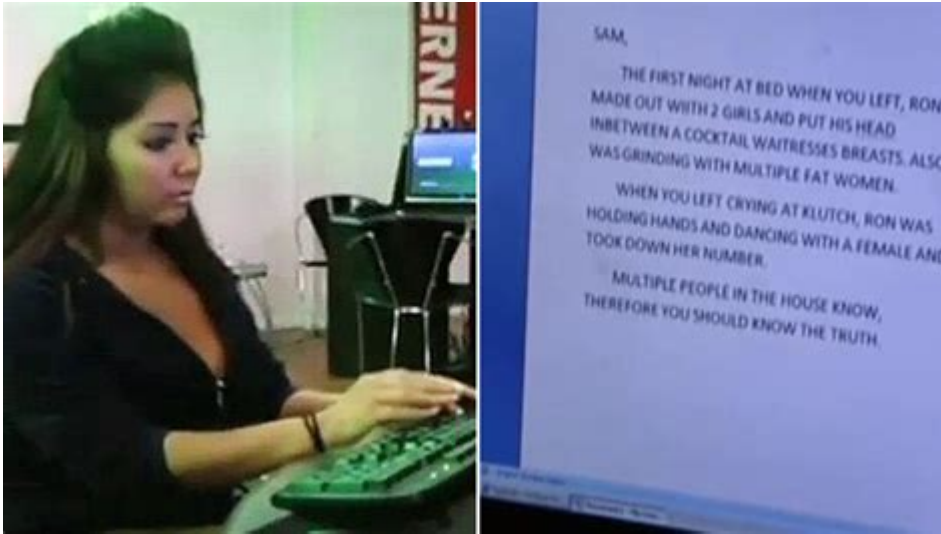 ERNE
SAM,
THE FIRST NIGHT AT BED WHEN YOU LEFT, RON
MADE OUT WIITH 2 GIRLS AND PUT HIS HEAD
INBETWEEN A COCKTAIL WAITRESSES BREASTS. ALSO
WAS GRINDING WITH MULTIPLE FAT WOMEN.
WHEN YOU LEFT CRYING AT KLUTCH, RON WAS
HOLDING HANDS AND DANCING WITH A FEMALE AND
TOOK DOWN HER NUMBER.
MULTIPLE PEOPLE IN THE HOUSE KNOW,
THEREFORE YOU SHOULD KNOW THE TRUTH.